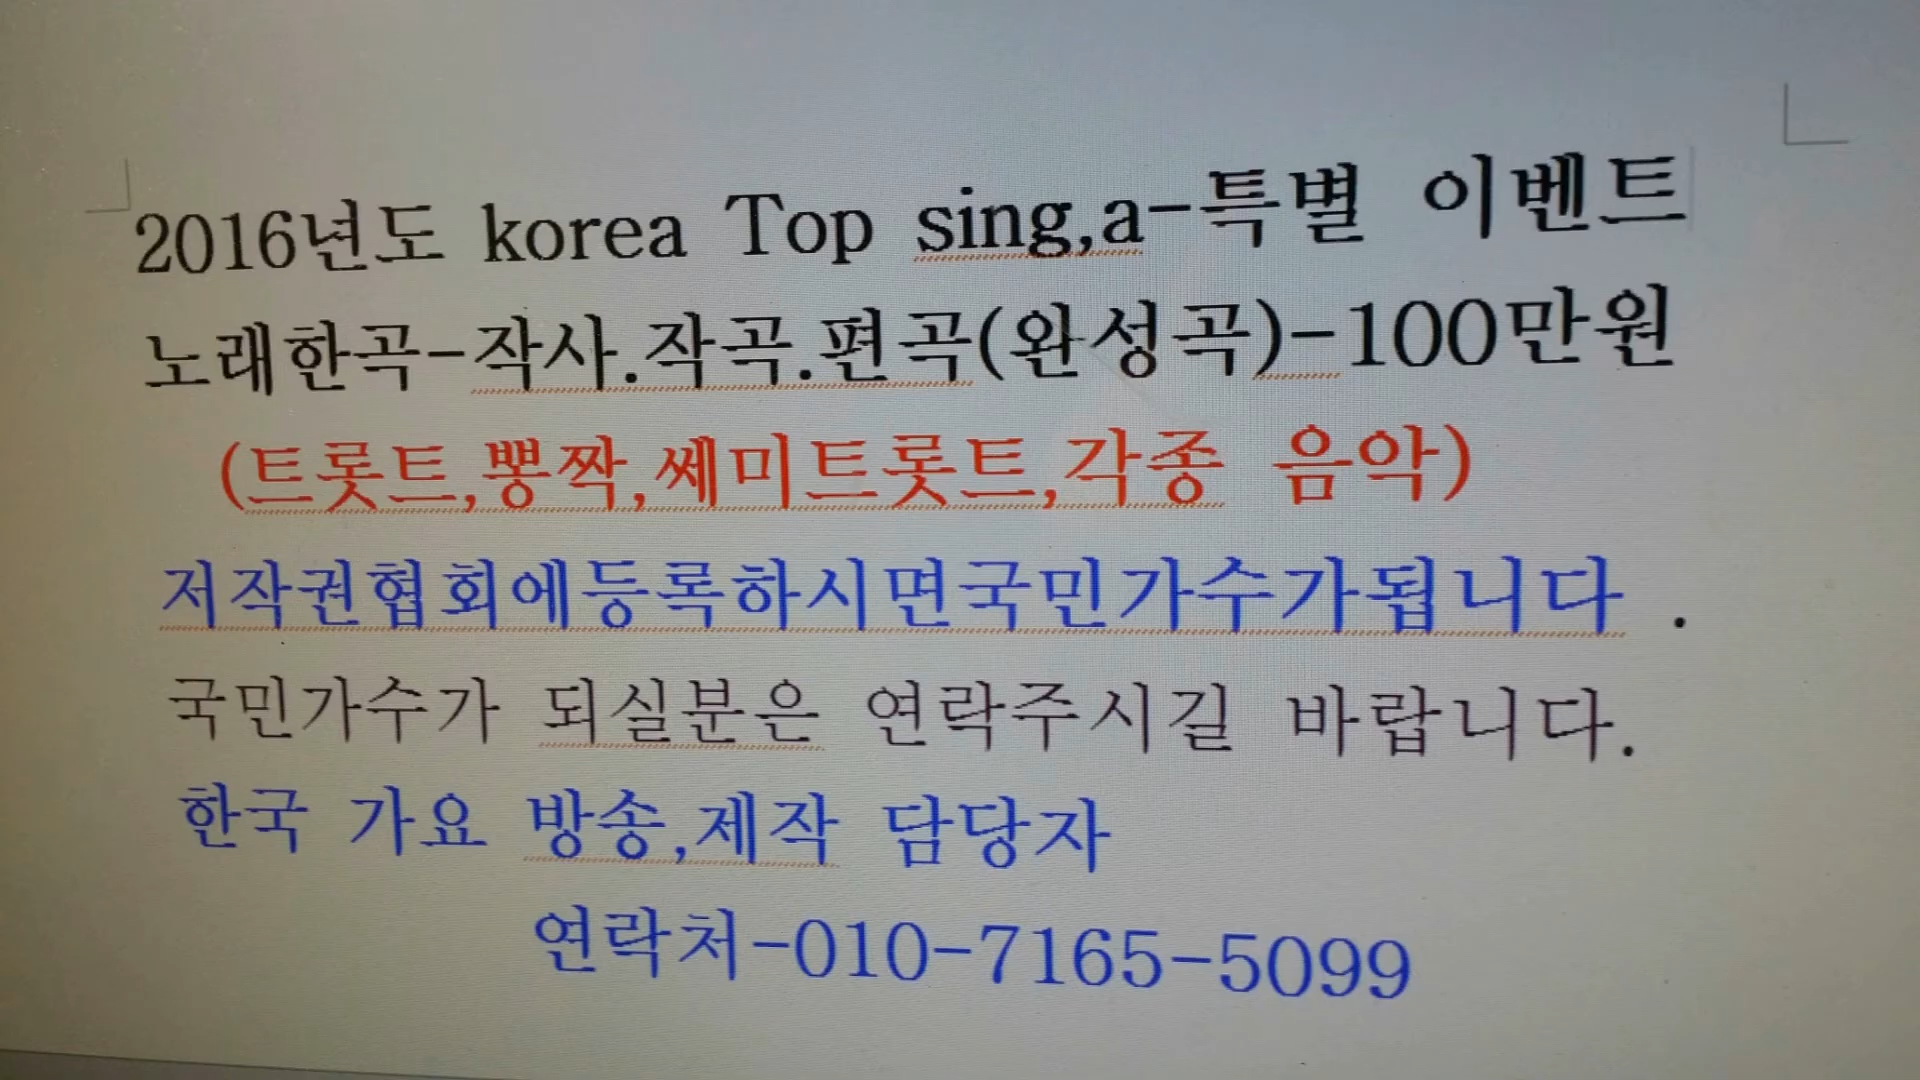 2016년도 korea Top sing,a-특별 이벤트
노래한곡-작사.작곡.편곡(완성곡)-100만원
(트롯트,뽕짝,쎄미트롯트,각종 음악)
저작권협회에등록하시면국민가수가됩니다 .
국민가수가 되실분은 연락주시길 바랍니다.
한국 가요 방송,제작 담당자
연락처-010-7165-5099